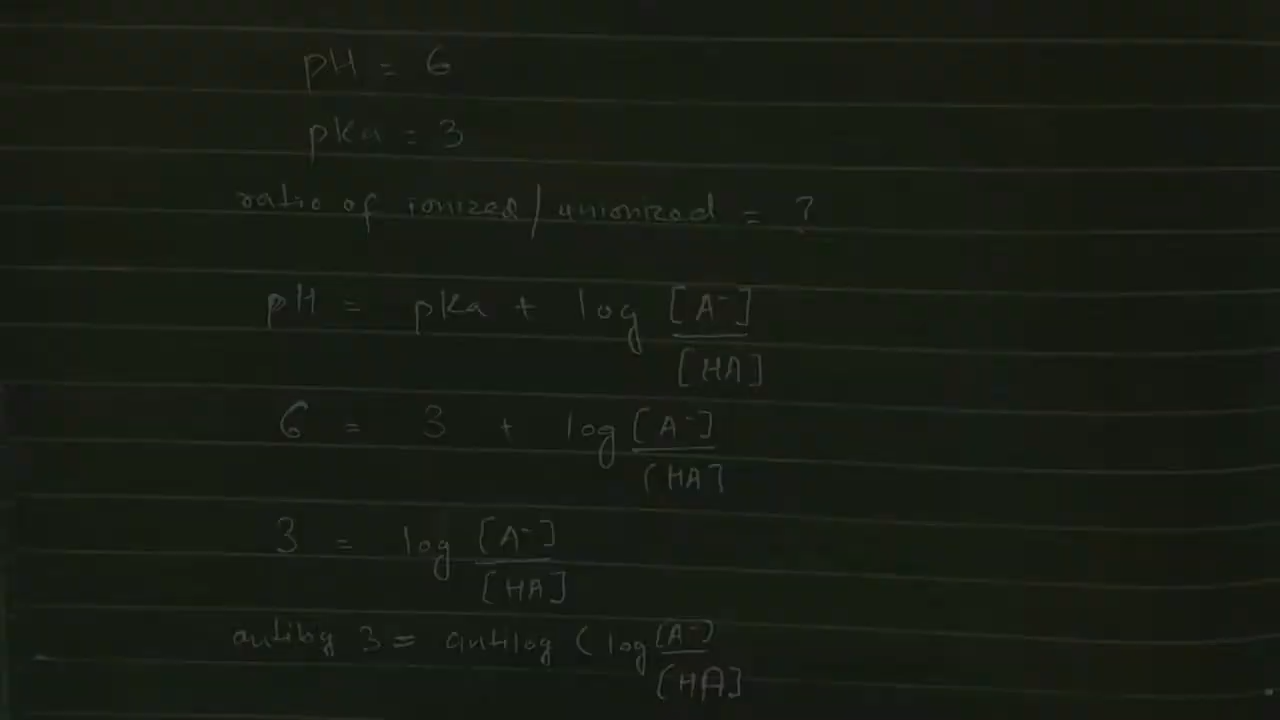 pH = 6
pka = 3
ratio of ionized/unionized = ?
pH = pka + log [A⁻]/[HA]
6 = 3 + log [A⁻]/[HA]
3 = log [A⁻]/[HA]
antilog 3 = antilog (log [A⁻]/[HA]